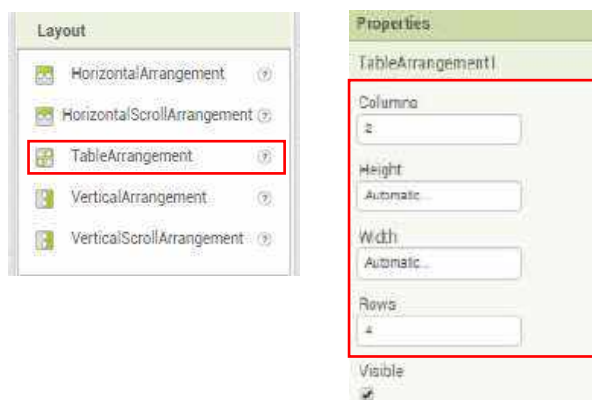 Layout
HorizontalArrangement
HorizontalScrollArrangement
TableArrangement
VerticalArrangement
VerticalScrollArrangement
Properties
TableArrangement1
Columns
2
Height
Automatic...
Width
Automatic...
Rows
4
Visible